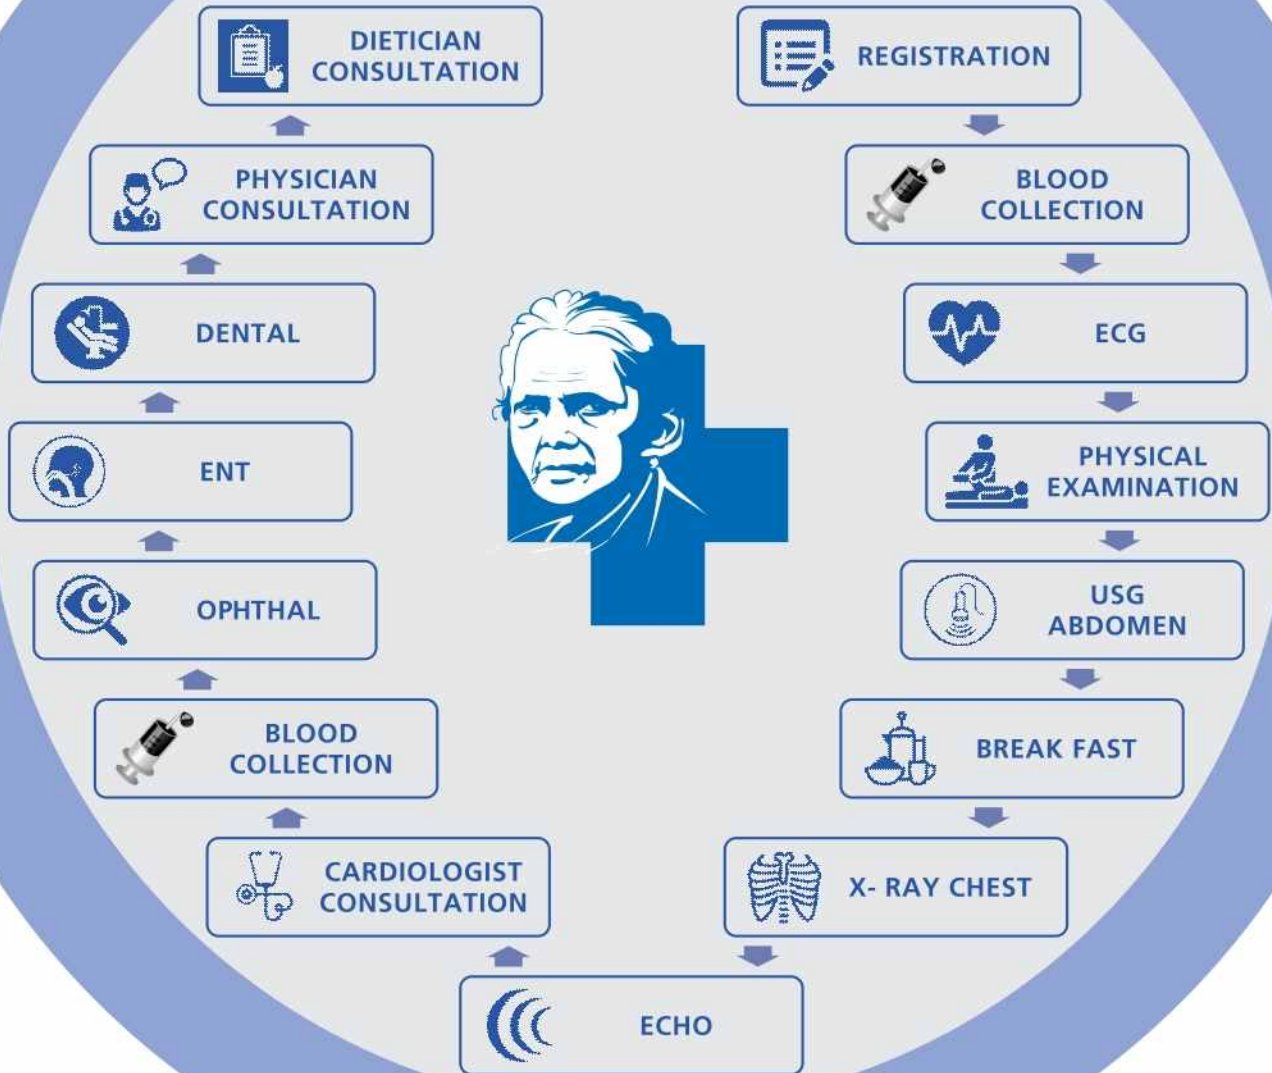 REGISTRATION
BLOOD
COLLECTION
ECG
PHYSICAL
EXAMINATION
USG
ABDOMEN
BREAK FAST
X- RAY CHEST
ECHO
CARDIOLOGIST
CONSULTATION
BLOOD
COLLECTION
OPHTHAL
ENT
DENTAL
PHYSICIAN
CONSULTATION
DIETICIAN
CONSULTATION